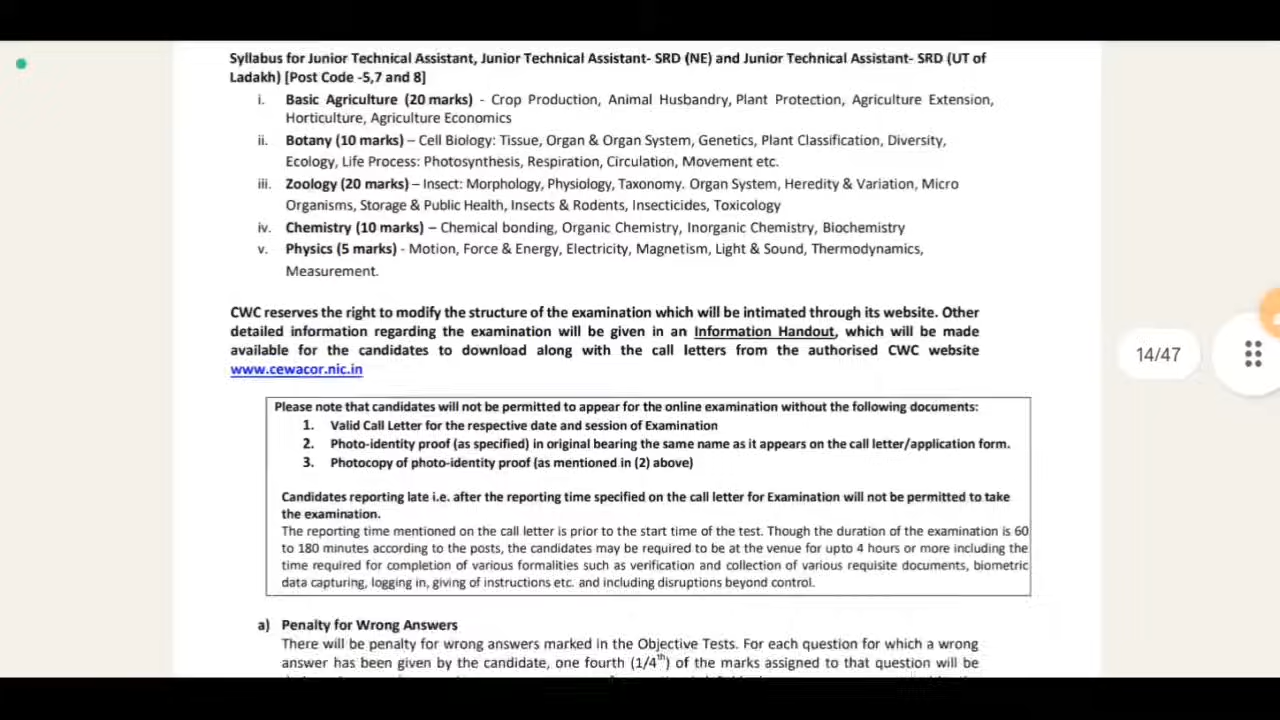 Syllabus for Junior Technical Assistant, Junior Technical Assistant- SRD (NE) and Junior Technical Assistant- SRD (UT of
Ladakh) [Post Code -5,7 and 8]
i. Basic Agriculture (20 marks) - Crop Production, Animal Husbandry, Plant Protection, Agriculture Extension,
Horticulture, Agriculture Economics
ii. Botany (10 marks) – Cell Biology: Tissue, Organ & Organ System, Genetics, Plant Classification, Diversity,
Ecology, Life Process: Photosynthesis, Respiration, Circulation, Movement etc.
iii. Zoology (20 marks) – Insect: Morphology, Physiology, Taxonomy. Organ System, Heredity & Variation, Micro
Organisms, Storage & Public Health, Insects & Rodents, Insecticides, Toxicology
iv. Chemistry (10 marks) – Chemical bonding, Organic Chemistry, Inorganic Chemistry, Biochemistry
v. Physics (5 marks) - Motion, Force & Energy, Electricity, Magnetism, Light & Sound, Thermodynamics,
Measurement.
CWC reserves the right to modify the structure of the examination which will be intimated through its website. Other
detailed information regarding the examination will be given in an Information Handout, which will be made
available for the candidates to download along with the call letters from the authorised CWC website
www.cewacor.nic.in
14/47
Please note that candidates will not be permitted to appear for the online examination without the following documents:
1. Valid Call Letter for the respective date and session of Examination
2. Photo-identity proof (as specified) in original bearing the same name as it appears on the call letter/application form.
3. Photocopy of photo-identity proof (as mentioned in (2) above)
Candidates reporting late i.e. after the reporting time specified on the call letter for Examination will not be permitted to take
the examination.
The reporting time mentioned on the call letter is prior to the start time of the test. Though the duration of the examination is 60
to 180 minutes according to the posts, the candidates may be required to be at the venue for upto 4 hours or more including the
time required for completion of various formalities such as verification and collection of various requisite documents, biometric
data capturing, logging in, giving of instructions etc. and including disruptions beyond control.
a) Penalty for Wrong Answers
There will be penalty for wrong answers marked in the Objective Tests. For each question for which a wrong
answer has been given by the candidate, one fourth (1/4th) of the marks assigned to that question will be